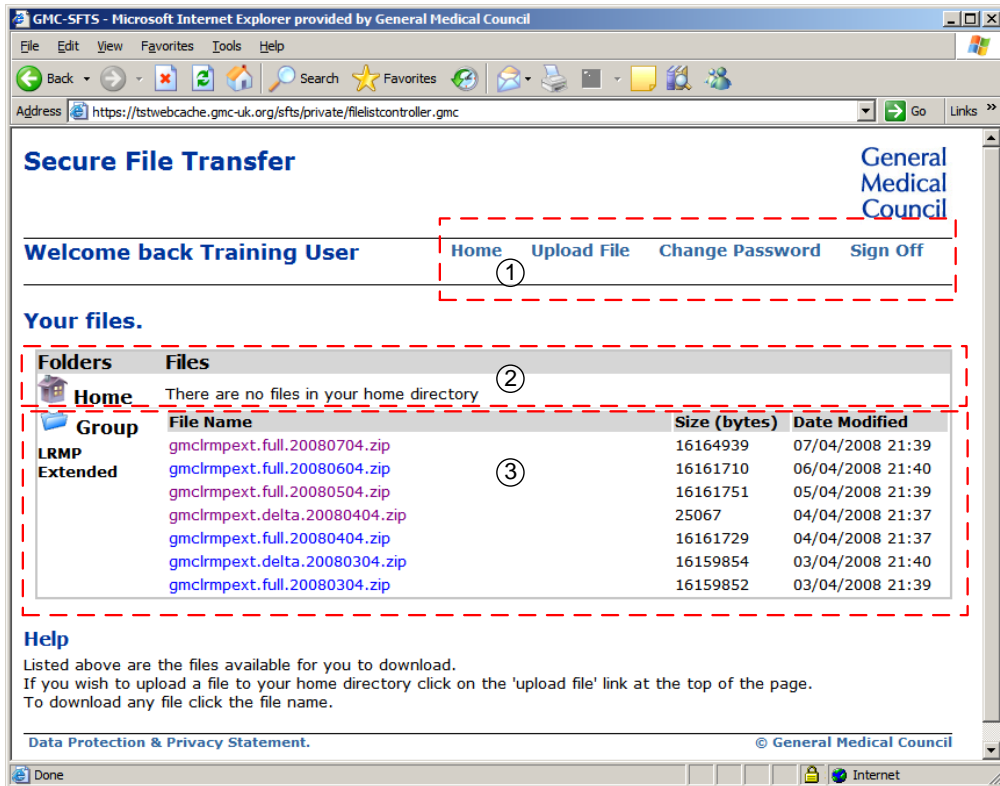 GMC-SFTS - Microsoft Internet Explorer provided by General Medical Council
File Edit View Favorites Tools Help
Back Search Favorites
Address https://tstwebcache.gmc-uk.org/sfts/private/filelistcontroller.gmc Go Links »
Secure File Transfer
General
Medical
Council
Welcome back Training User Home Upload File Change Password Sign Off
1
Your files.
Folders Files
Home There are no files in your home directory
2
Group File Name Size (bytes) Date Modified
LRMP
Extended
gmclrmpext.full.20080704.zip 16164939 07/04/2008 21:39
gmclrmpext.full.20080604.zip 16161710 06/04/2008 21:40
3
gmclrmpext.full.20080504.zip 16161751 05/04/2008 21:39
gmclrmpext.delta.20080404.zip 25067 04/04/2008 21:37
gmclrmpext.full.20080404.zip 16161729 04/04/2008 21:37
gmclrmpext.delta.20080304.zip 16159854 03/04/2008 21:40
gmclrmpext.full.20080304.zip 16159852 03/04/2008 21:39
Help
Listed above are the files available for you to download.
If you wish to upload a file to your home directory click on the 'upload file' link at the top of the page.
To download any file click the file name.
Data Protection & Privacy Statement. © General Medical Council
Done Internet